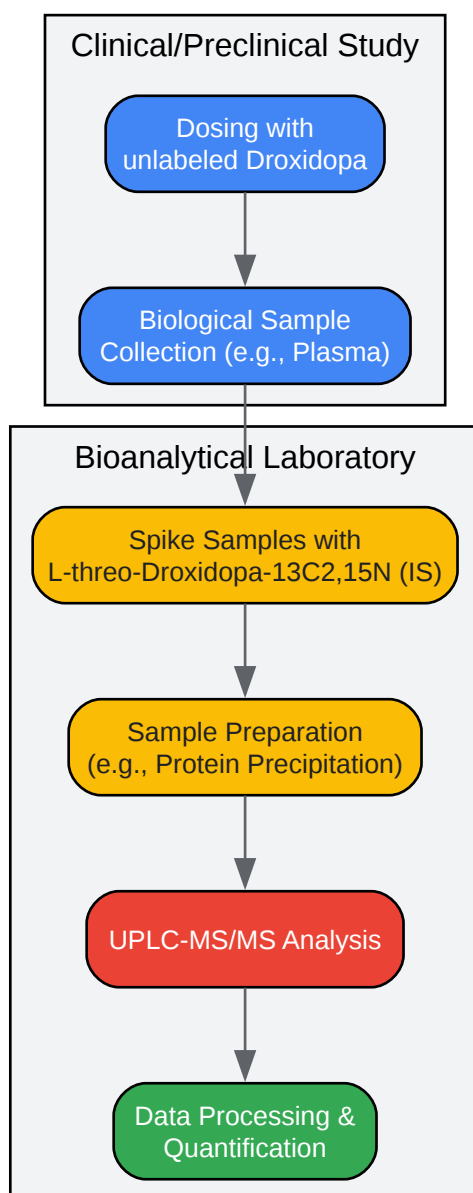 Clinical/Preclinical Study
Dosing with
unlabeled Droxidopa
Biological Sample
Collection (e.g., Plasma)
Bioanalytical Laboratory
Spike Samples with
L-threo-Droxidopa-13C2,15N (IS)
Sample Preparation
(e.g., Protein Precipitation)
UPLC-MS/MS Analysis
Data Processing &
Quantification